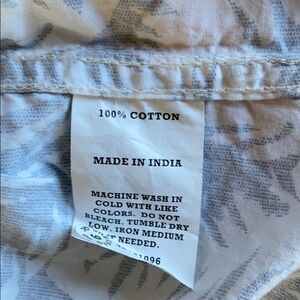 100% COTTON
MADE IN INDIA
MACHINE WASH IN
COLD WITH LIKE
COLORS. DO NOT
BLEACH. TUMBLE DRY
LOW. IRON MEDIUM
NEEDED.
1096